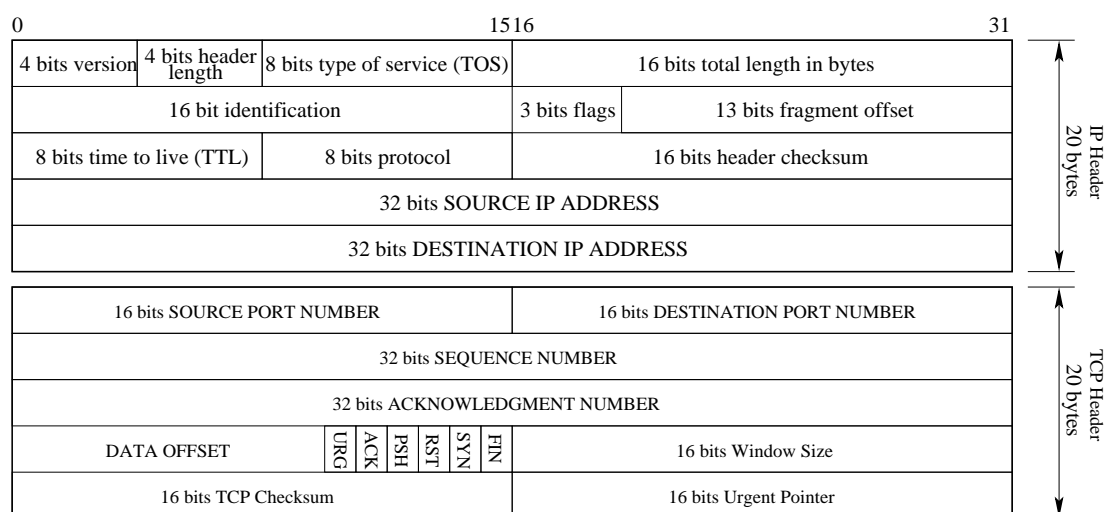 0 15 16 31
4 bits version 4 bits header length 8 bits type of service (TOS) 16 bits total length in bytes
16 bit identification 3 bits flags 13 bits fragment offset
8 bits time to live (TTL) 8 bits protocol 16 bits header checksum
32 bits SOURCE IP ADDRESS
32 bits DESTINATION IP ADDRESS
IP Header
20 bytes
16 bits SOURCE PORT NUMBER 16 bits DESTINATION PORT NUMBER
32 bits SEQUENCE NUMBER
32 bits ACKNOWLEDGMENT NUMBER
DATA OFFSET URG ACK PSH RST SYN FIN 16 bits Window Size
16 bits TCP Checksum 16 bits Urgent Pointer
TCP Header
20 bytes